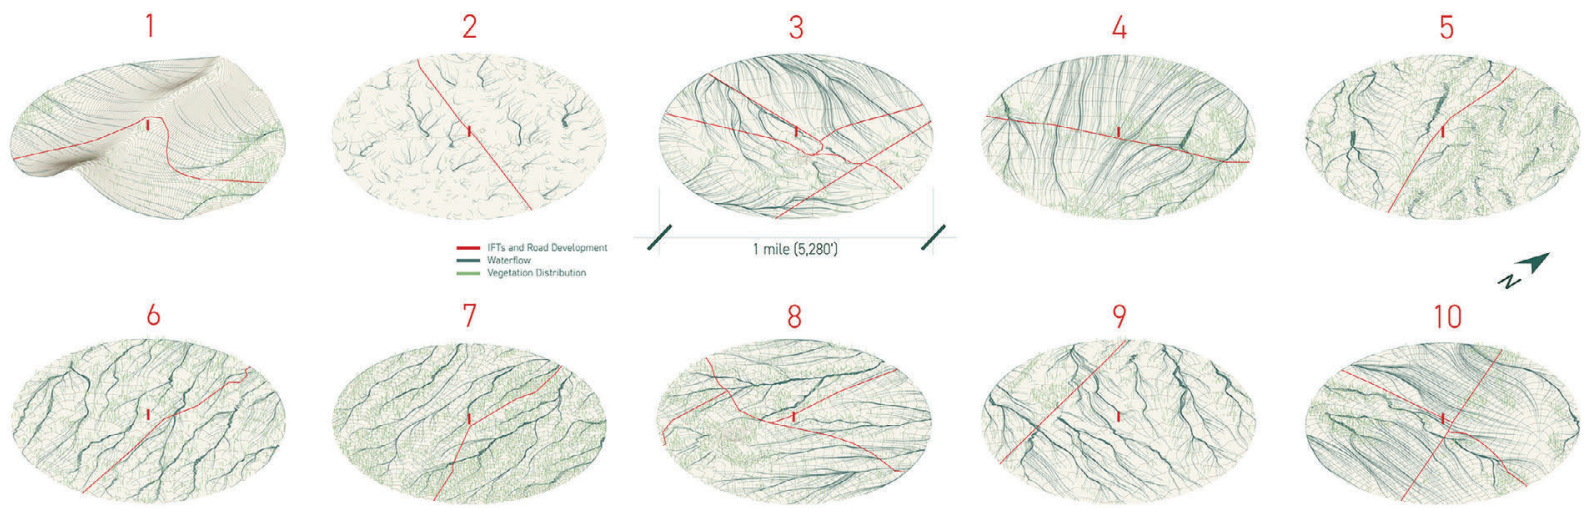 1
2
3
4
5
1 mile (5,280')
IFTs and Road Development
Waterflow
Vegetation Distribution
N
6
7
8
9
10